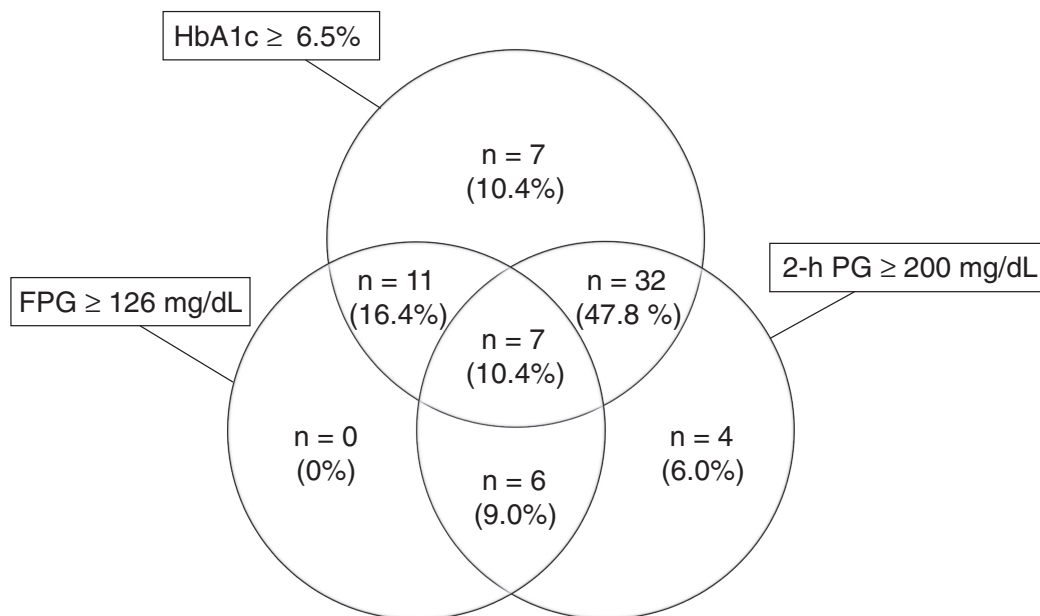 HbA1c ≥ 6.5%
n = 7
(10.4%)
FPG ≥ 126 mg/dL
n = 11
(16.4%)
n = 32
(47.8 %)
2-h PG ≥ 200 mg/dL
n = 7
(10.4%)
n = 0
(0%)
n = 6
(9.0%)
n = 4
(6.0%)